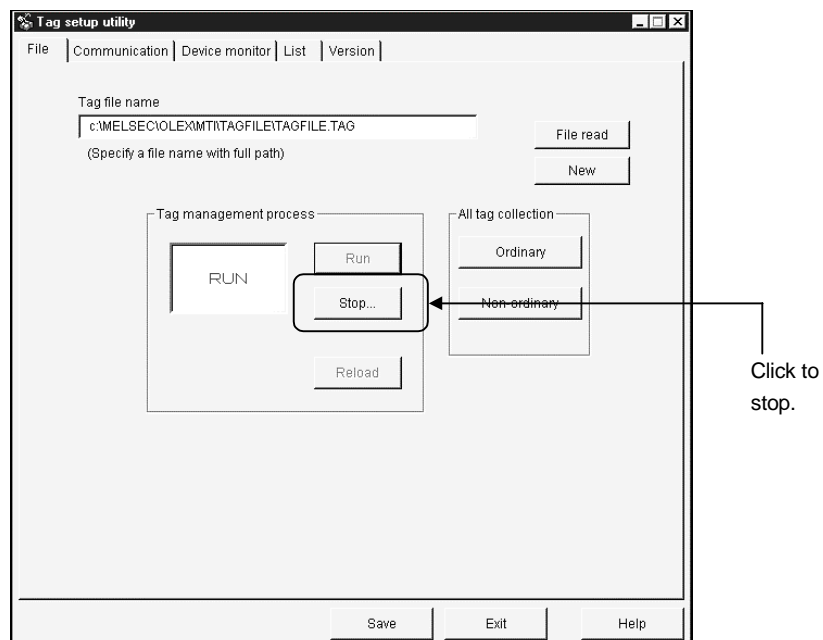 Tag setup utility
File Communication Device monitor List Version
Tag file name
c:\MELSEC\OLEX\MTI\TAGFILE\TAGFILE.TAG
(Specify a file name with full path)
File read
New
Tag management process
RUN
Run
Stop...
Reload
All tag collection
Ordinary
Non-ordinary
Click to
stop.
Save Exit Help